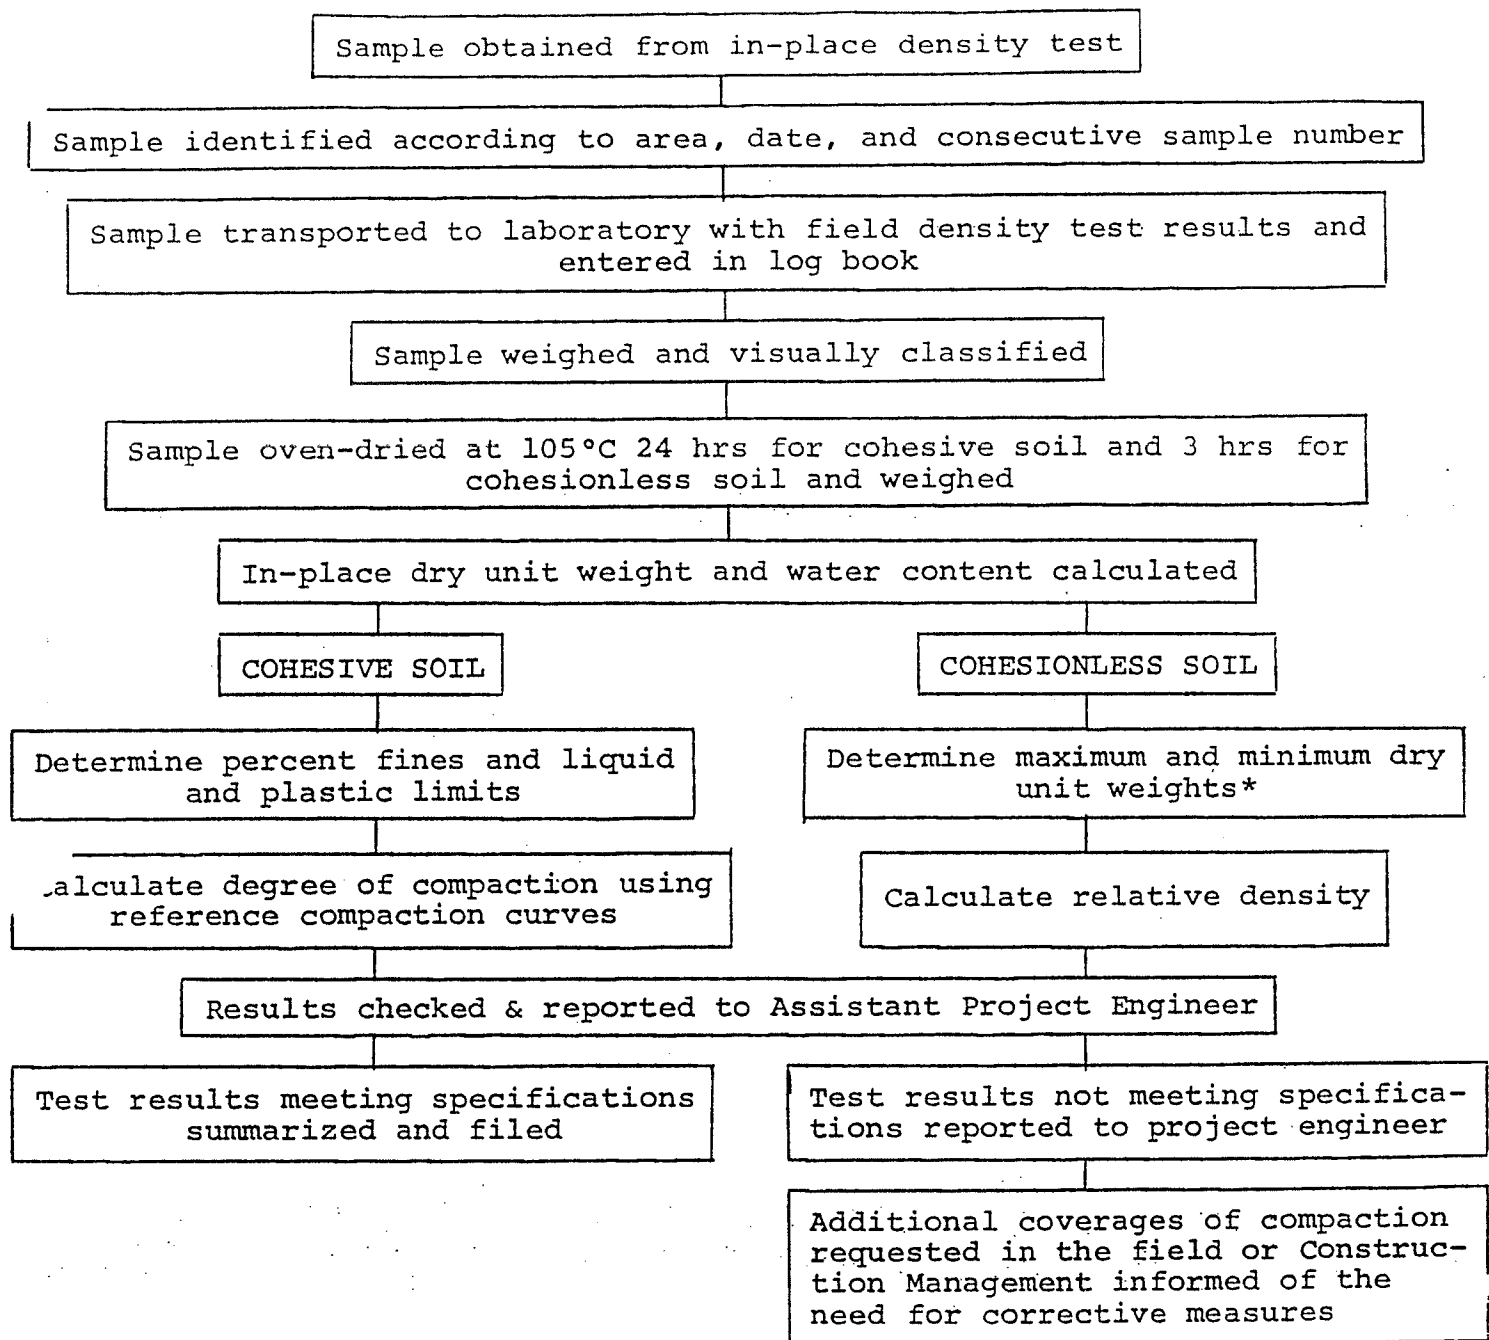 Sample obtained from in-place density test
Sample identified according to area, date, and consecutive sample number
Sample transported to laboratory with field density test results and
entered in log book
Sample weighed and visually classified
Sample oven-dried at 105°C 24 hrs for cohesive soil and 3 hrs for
cohesionless soil and weighed
In-place dry unit weight and water content calculated
COHESIVE SOIL
Determine percent fines and liquid
and plastic limits
alculate degree of compaction using
reference compaction curves
COHESIONLESS SOIL
Determine maximum and minimum dry
unit weights*
Calculate relative density
Results checked & reported to Assistant Project Engineer
Test results meeting specifications
summarized and filed
Test results not meeting specifica-
tions reported to project engineer
Additional coverages of compaction
requested in the field or Construc-
tion Management informed of the
need for corrective measures